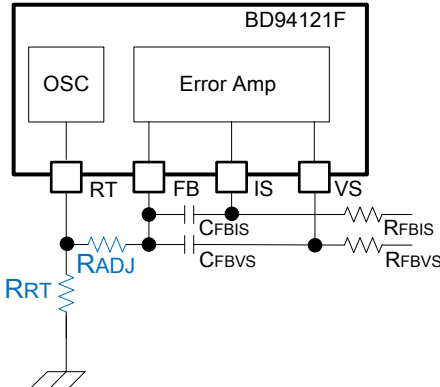 BD94121F
OSC
Error Amp
RT
FB
IS
VS
CFBIS
RFBIS
RADJ
CFBVS
RFBVS
RRT